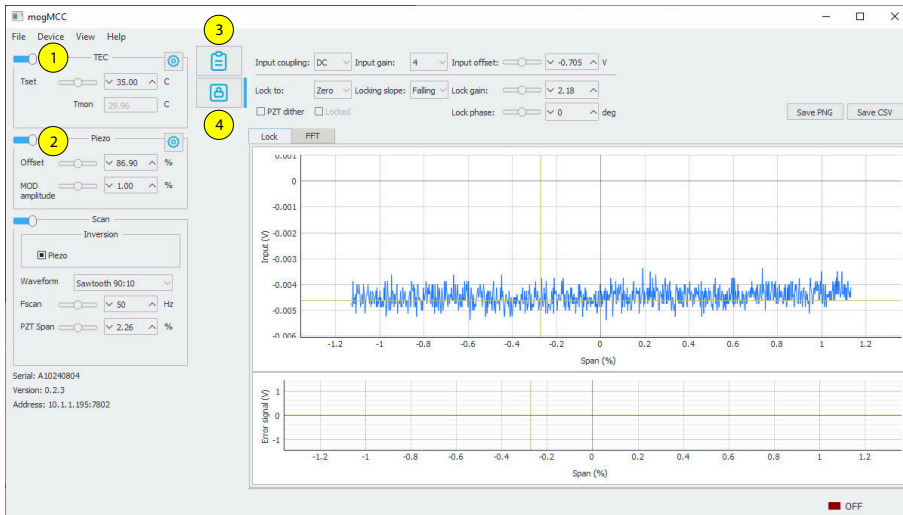 mogMCC
File Device View Help
1 TEC
Tset 35.00 C
Tmon 29.96 C
2 Piezo
Offset 86.90 %
MOD amplitude 1.00 %
Scan
Inversion
Piezo
Waveform Sawtooth 90:10
Fscan 50 Hz
PZT Span 2.26 %
Serial: A10240804
Version: 0.2.3
Address: 10.1.1.195:7802
3
4
Input coupling: DC Input gain: 4 Input offset: -0.705 V
Lock to: Zero Locking slope: Falling Lock gain: 2.18
PZT dither Locked Lock phase: 0 deg
Save PNG Save CSV
Lock FFT
Input (V)
0.001
0
-0.001
-0.002
-0.003
-0.004
-0.005
-0.006
-1.2 -1 -0.8 -0.6 -0.4 -0.2 0 0.2 0.4 0.6 0.8 1 1.2
Span (%)
Error signal (V)
1
0
-1
-1.2 -1 -0.8 -0.6 -0.4 -0.2 0 0.2 0.4 0.6 0.8 1 1.2
Span (%)
OFF